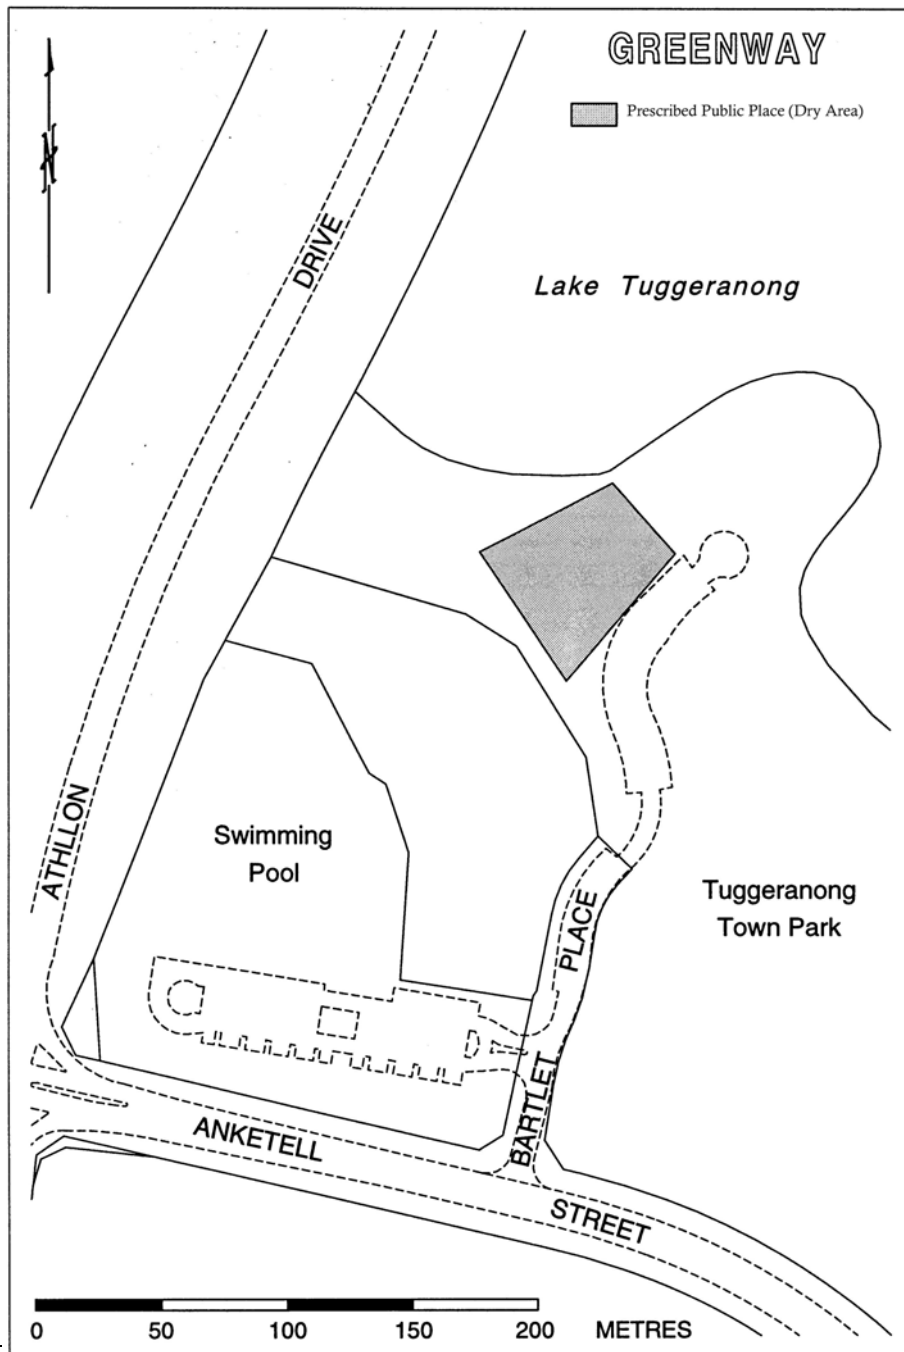 GREENWAY
Prescribed Public Place (Dry Area)
N
DRIVE
Lake Tuggeranong
ATHLLON
Swimming
Pool
PLACE
Tuggeranong
Town Park
BARTLET
ANKETELL
STREET
0 50 100 150 200 METRES